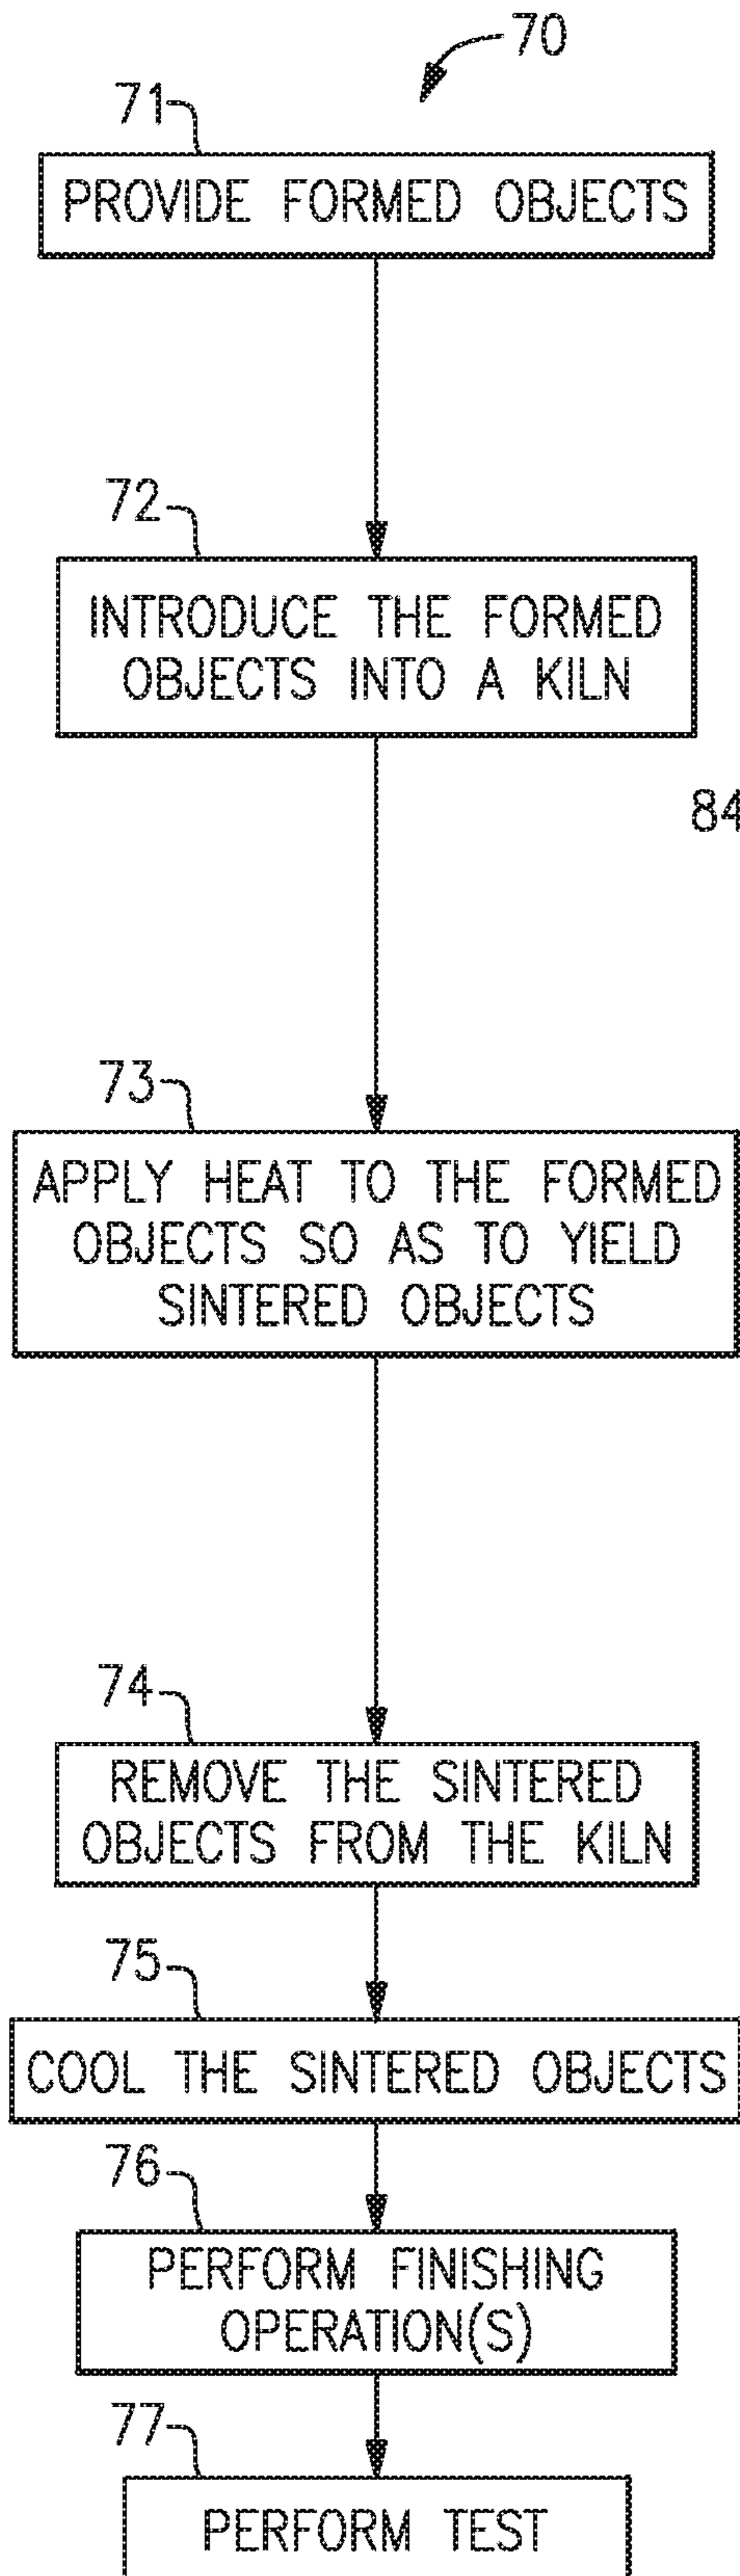 70
71
PROVIDE FORMED OBJECTS
72
INTRODUCE THE FORMED
OBJECTS INTO A KILN
84
73
APPLY HEAT TO THE FORMED
OBJECTS SO AS TO YIELD
SINTERED OBJECTS
74
REMOVE THE SINTERED
OBJECTS FROM THE KILN
75
COOL THE SINTERED OBJECTS
76
PERFORM FINISHING
OPERATION(S)
77
PERFORM TEST